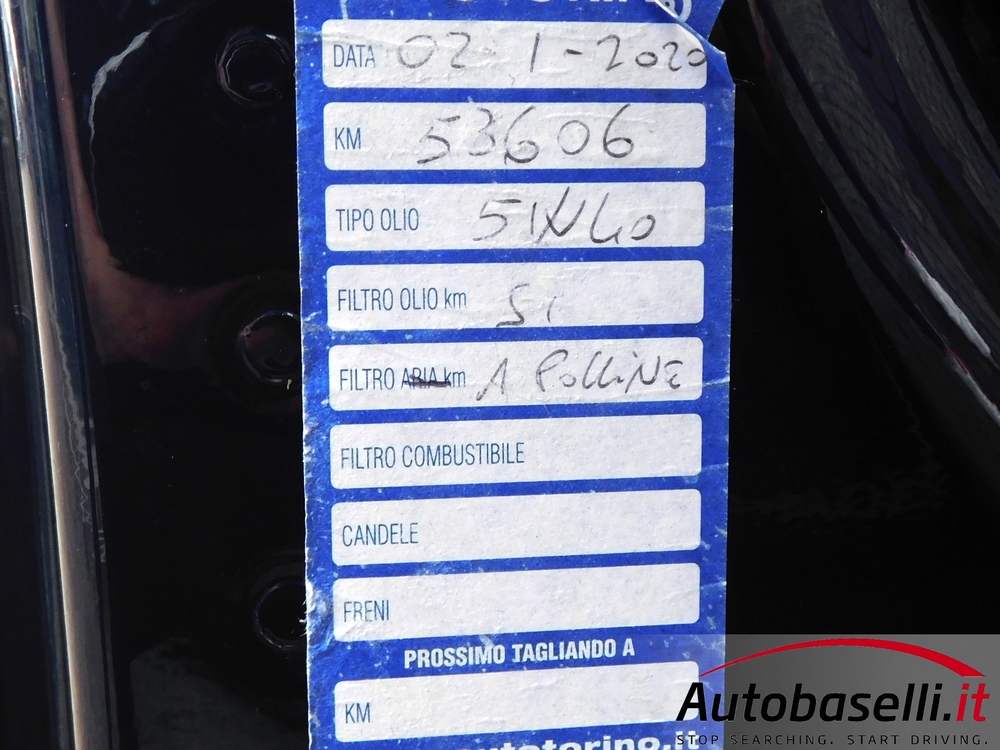 DATA 02 1-2020
KM 53606
TIPO OLIO 5W40
FILTRO OLIO km Si
FILTRO ARIA km A POLLINE
FILTRO COMBUSTIBILE
CANDELE
FRENI
PROSSIMO TAGLIANDO A
KM
Autobaselli.it
STOP SEARCHING. START DRIVING.